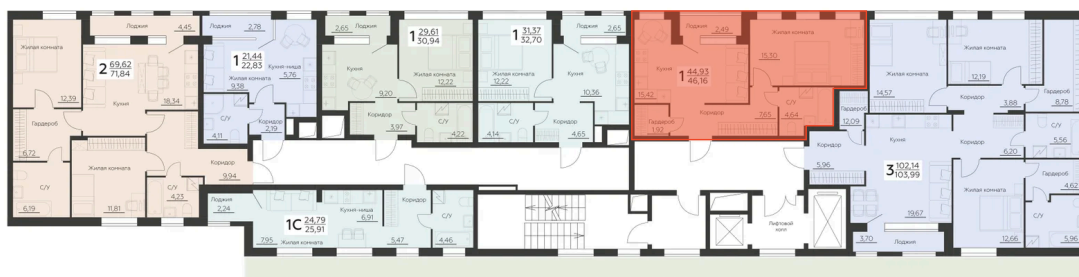 Жилая комната
12.39
Лоджия
4.45
2 69,62
71,84
Кухня
18.34
Гардероб
6.72
С/У
6.19
Жилая комната
11.81
С/У
4.23
Коридор
9.94
Лоджия
2.78
1 21,44
22,83
Кухня-ниша
5.76
Жилая комната
9.38
С/У
4.11
Коридор
2.19
Лоджия
2.65
1 29,61
30,94
Кухня
9.20
Жилая комната
12.22
Коридор
3.97
С/У
4.22
1 31,37
32,70
Лоджия
2.65
Жилая комната
12.22
Кухня
10.36
С/У
4.14
Коридор
4.65
Лоджия
2.49
1 44,93
46,16
Кухня
15.42
Жилая комната
15.30
Гардероб
1.92
Коридор
7.65
С/У
4.64
Жилая комната
14.57
Жилая комната
12.19
Лоджия
8.78
Коридор
3.88
Гардероб
12.09
Кухня
Коридор
5.96
3 102,14
103,99
19.67
6.20
С/У
5.56
4.62
Жилая комната
12.66
С/У
5.96
3.70
Лоджия
Лоджия
2.24
1С 24,79
25,91
Кухня-ниша
6.91
7.95
Жилая комната
Коридор
5.47
С/У
4.46
Лифтовой
холл